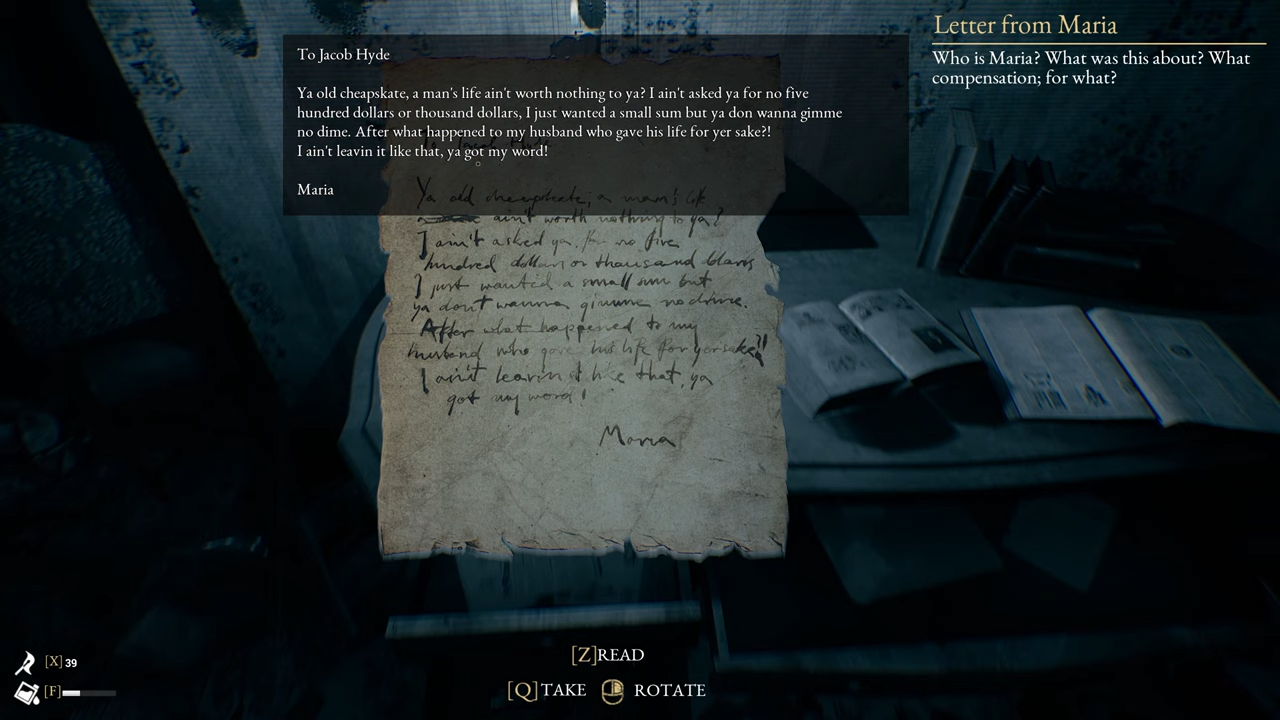 Letter from Maria
Who is Maria? What was this about? What
compensation; for what?
To Jacob Hyde
Ya old cheapskate, a man's life ain't worth nothing to ya? I ain't asked ya for no five
hundred dollars or thousand dollars, I just wanted a small sum but ya don wanna gimme
no dime. After what happened to my husband who gave his life for yer sake?!
I ain't leavin it like that, ya got my word!
Maria
Ya old cheapskate, a man's life
ain't worth nothing to ya?
I ain't asked ya for no five
hundred dollars or thousand
I just wanted a small sum but
ya don't wanna gimme no dime.
After what happened to my
husband who gave his life for yer sake?!
I ain't leavin it like that, ya
got my word!
Maria
[Z]READ
[Q]TAKE ROTATE
[X] 39
[F]